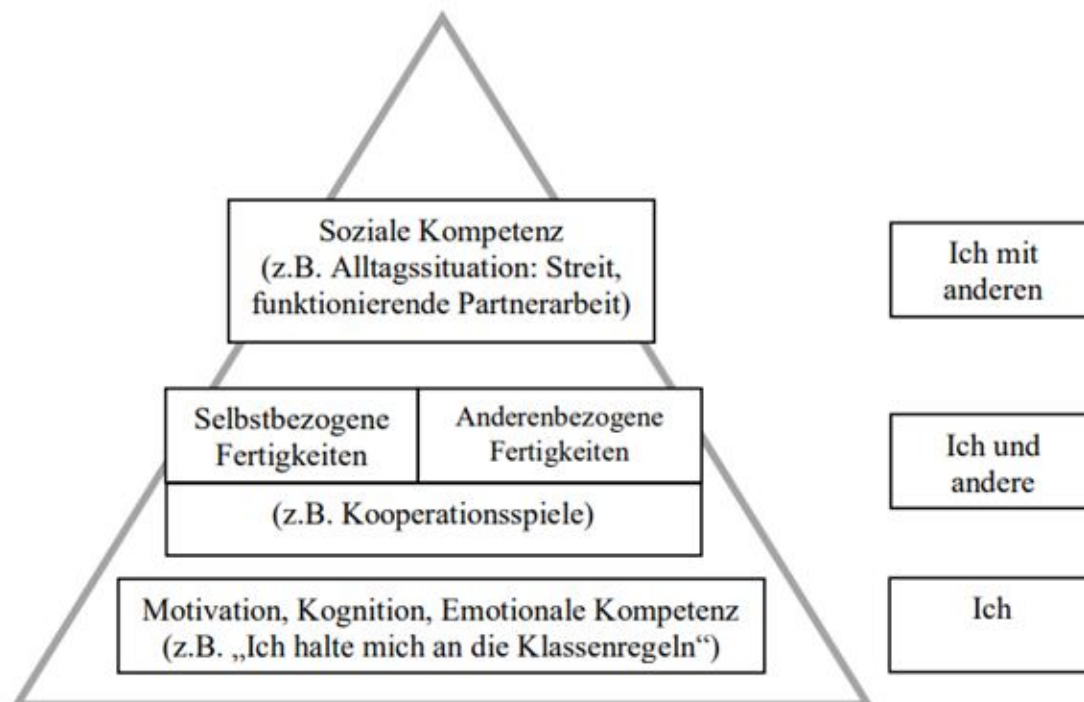 Soziale Kompetenz
(z.B. Alltagssituation: Streit,
funktionierende Partnerarbeit)
Ich mit
anderen
Selbstbezogene
Fertigkeiten
Anderenbezogene
Fertigkeiten
(z.B. Kooperationsspiele)
Ich und
andere
Motivation, Kognition, Emotionale Kompetenz
(z.B. „Ich halte mich an die Klassenregeln“)
Ich